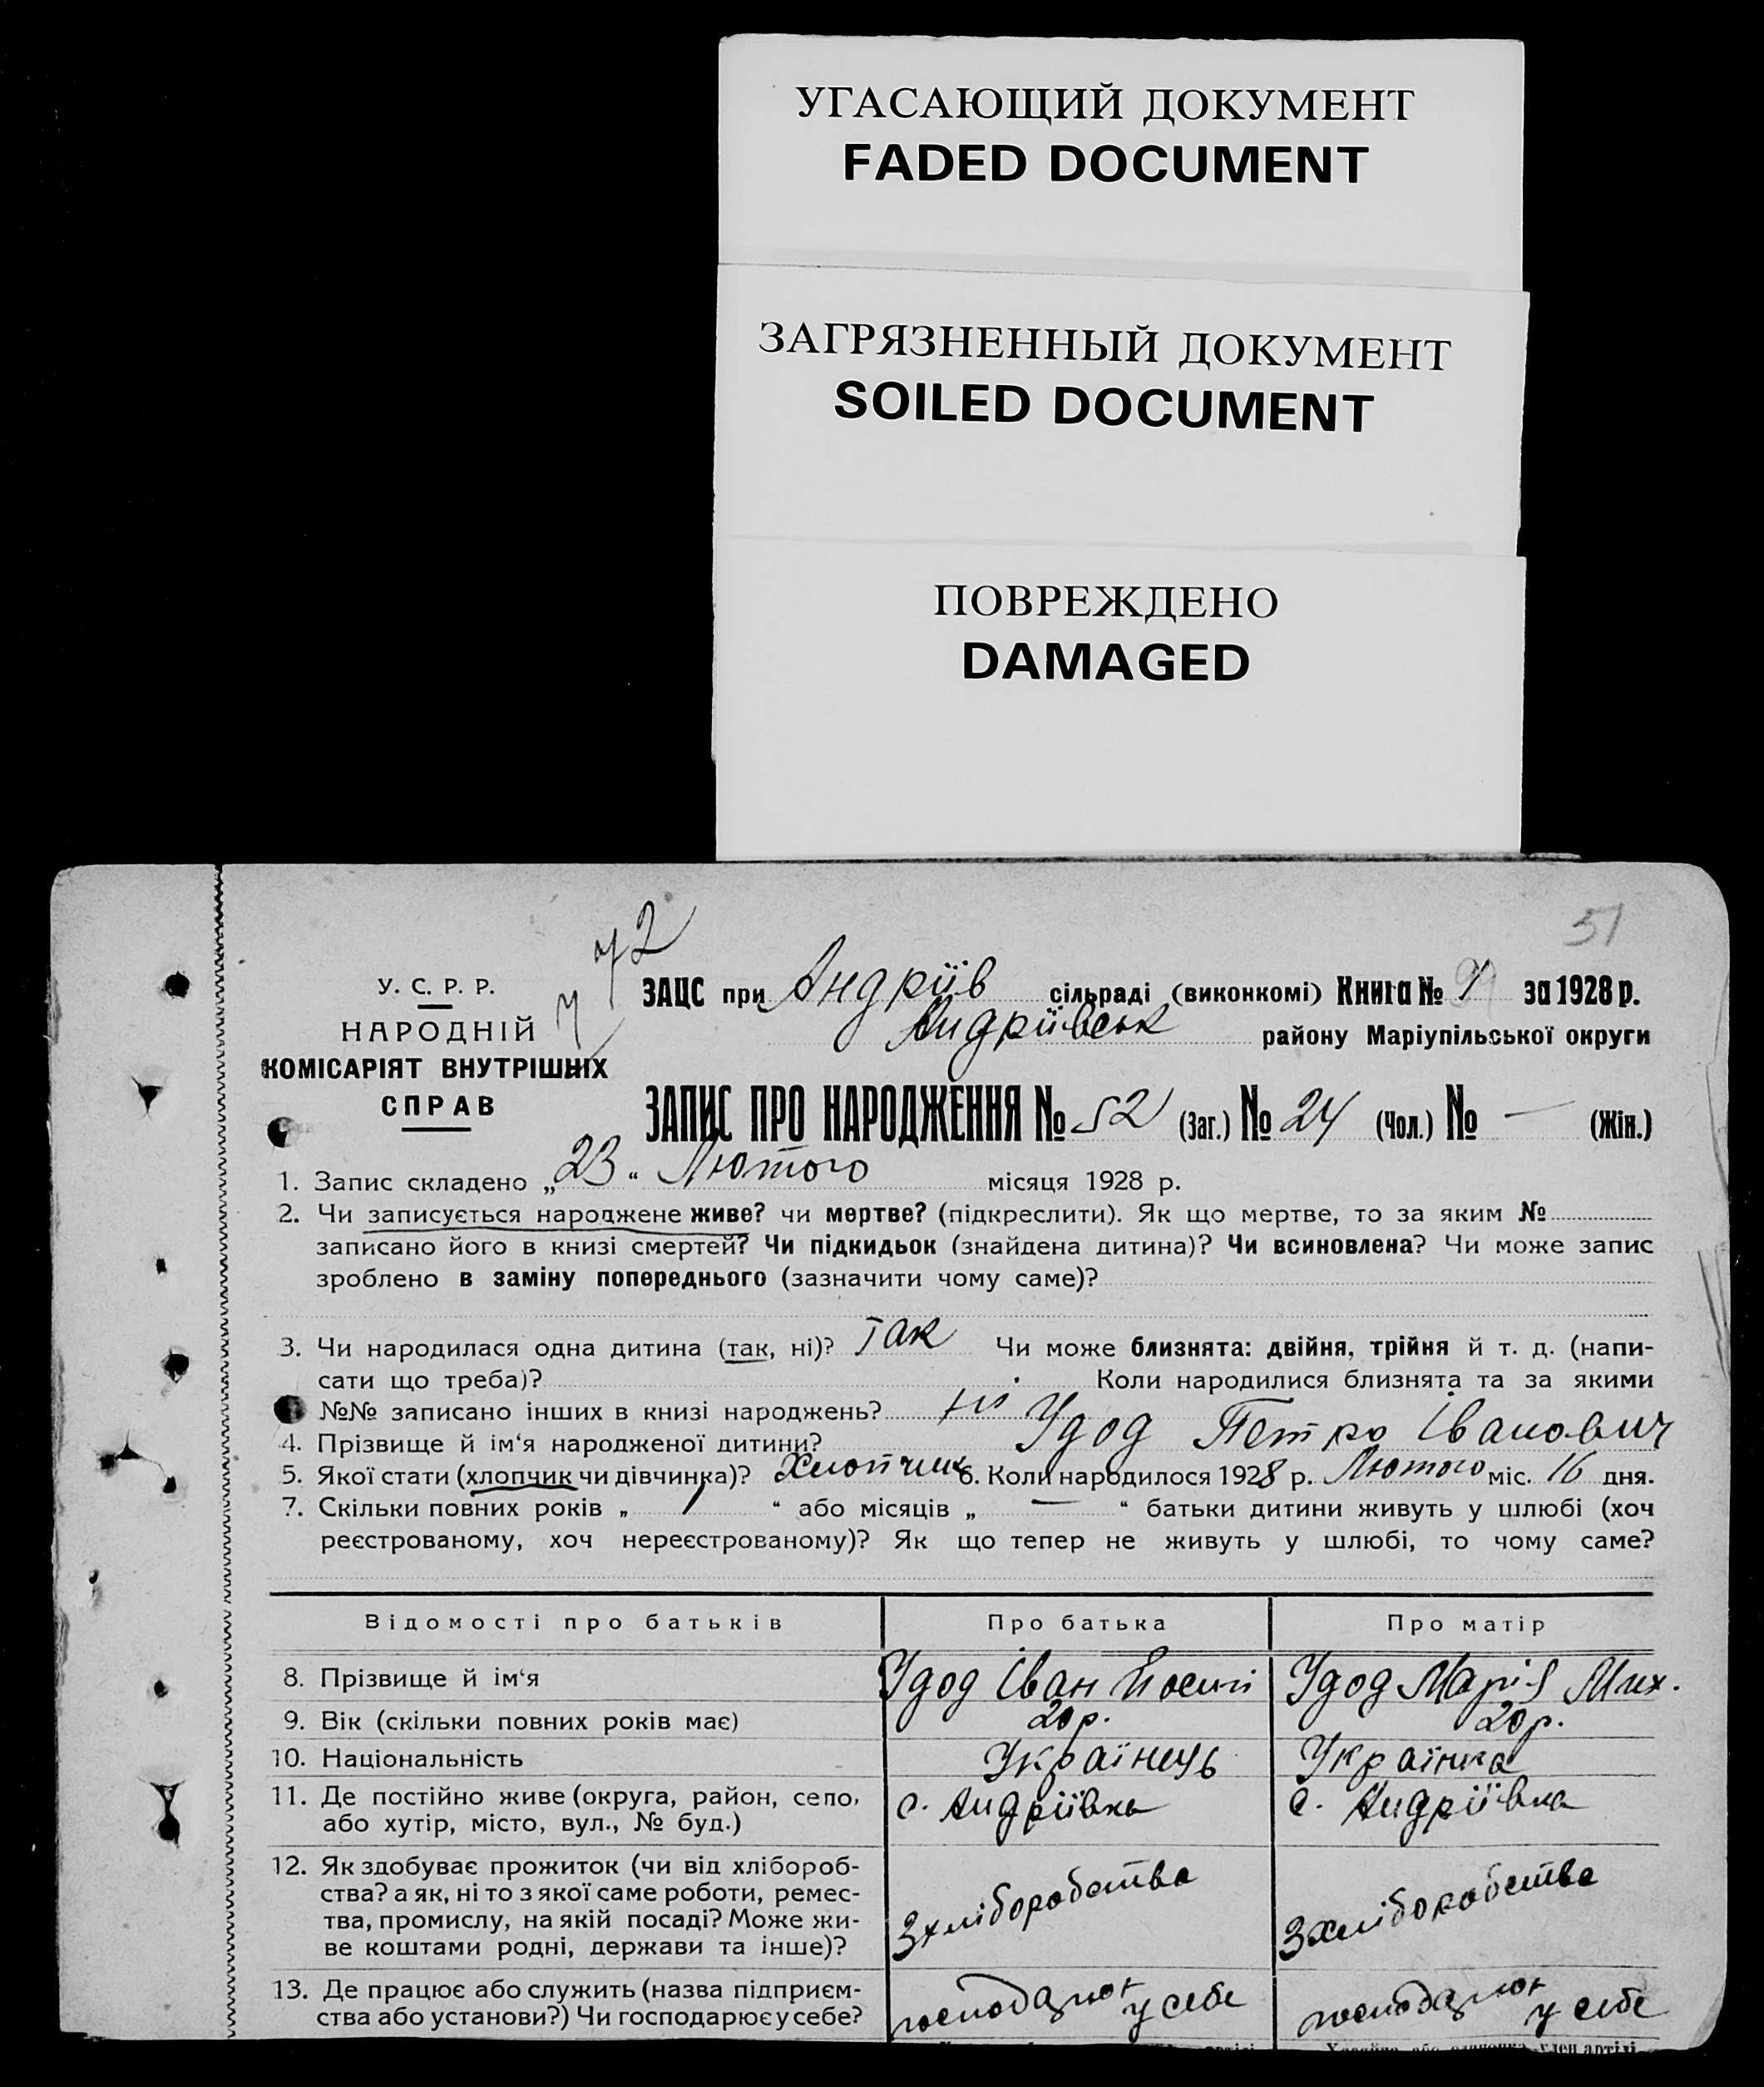 УГАСАЮЩИЙ ДОКУМЕНТ
FADED DOCUMENT
ЗАГРЯЗНЕННЫЙ ДОКУМЕНТ
SOILED DOCUMENT
ПОВРЕЖДЕНО
DAMAGED
51
72
У. С. Р. Р.
НАРОДНІЙ
КОМІСАРІЯТ ВНУТРІШНІХ
СПРАВ
ЗАЦС при Андріїв сільраді (виконкомі) Книга № за 1928 р.
Андріївськ району Маріупільської округи
ЗАПИС ПРО НАРОДЖЕННЯ № 52 (Заг.) № 24 (Чол.) № — (Жін.)
1. Запис складено „ 23 “ Лютого місяця 1928 р.
2. Чи записується народжене живе? чи мертве? (підкреслити). Як що мертве, то за яким №
записано його в книзі смертей? Чи підкидьок (знайдена дитина)? Чи всиновлена? Чи може запис
зроблено в заміну попереднього (зазначити чому саме)?
3. Чи народилася одна дитина (так, ні)? Так Чи може близнята: двійня, трійня й т. д. (напи-
сати що треба)? Коли народилися близнята та за якими
№№ записано інших в книзі народжень? ні
4. Прізвище й ім‘я народженої дитини? Удод Петро Іванович
5. Якої стати (хлопчик чи дівчинка)? Хлопчик 6. Коли народилося 1928 р. Лютого міс. 16 дня.
7. Скільки повних років „ 1 “ або місяців „ — “ батьки дитини живуть у шлюбі (хоч
реєстрованому, хоч нереєстрованому)? Як що тепер не живуть у шлюбі, то чому саме?
Відомості про батьків Про батька Про матір
8. Прізвище й ім‘я Удод Іван Йосип Удод Марія Мих.
9. Вік (скільки повних років має) 20 р. 20 р.
10. Національність Українець Українка
11. Де постійно живе (округа, район, село, с. Андріївка с. Андріївка
або хутір, місто, вул., № буд.)
12. Як здобуває прожиток (чи від хлібороб-
ства? а як, ні то з якої саме роботи, ремес- З хліборобства З хліборобства
тва, промислу, на якій посаді? Може жи-
ве коштами родні, держави та інше)?
13. Де працює або служить (назва підприєм- господарює господарює
ства або установи?) Чи господарює у себе? у себе у себе